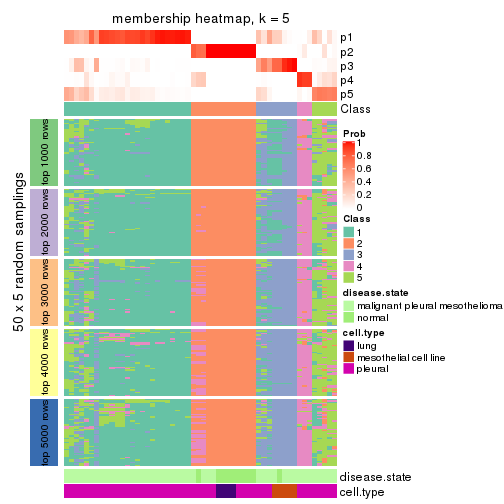 membership heatmap, k = 5
p1
p2
p3
p4
p5
Class
50 x 5 random samplings
top 1000 rows
top 2000 rows
top 3000 rows
top 4000 rows
top 5000 rows
disease.state
cell.type
Prob
1
0.8
0.6
0.4
0.2
0
Class
1
2
3
4
5
disease.state
malignant pleural mesothelioma
normal
cell.type
lung
mesothelial cell line
pleural